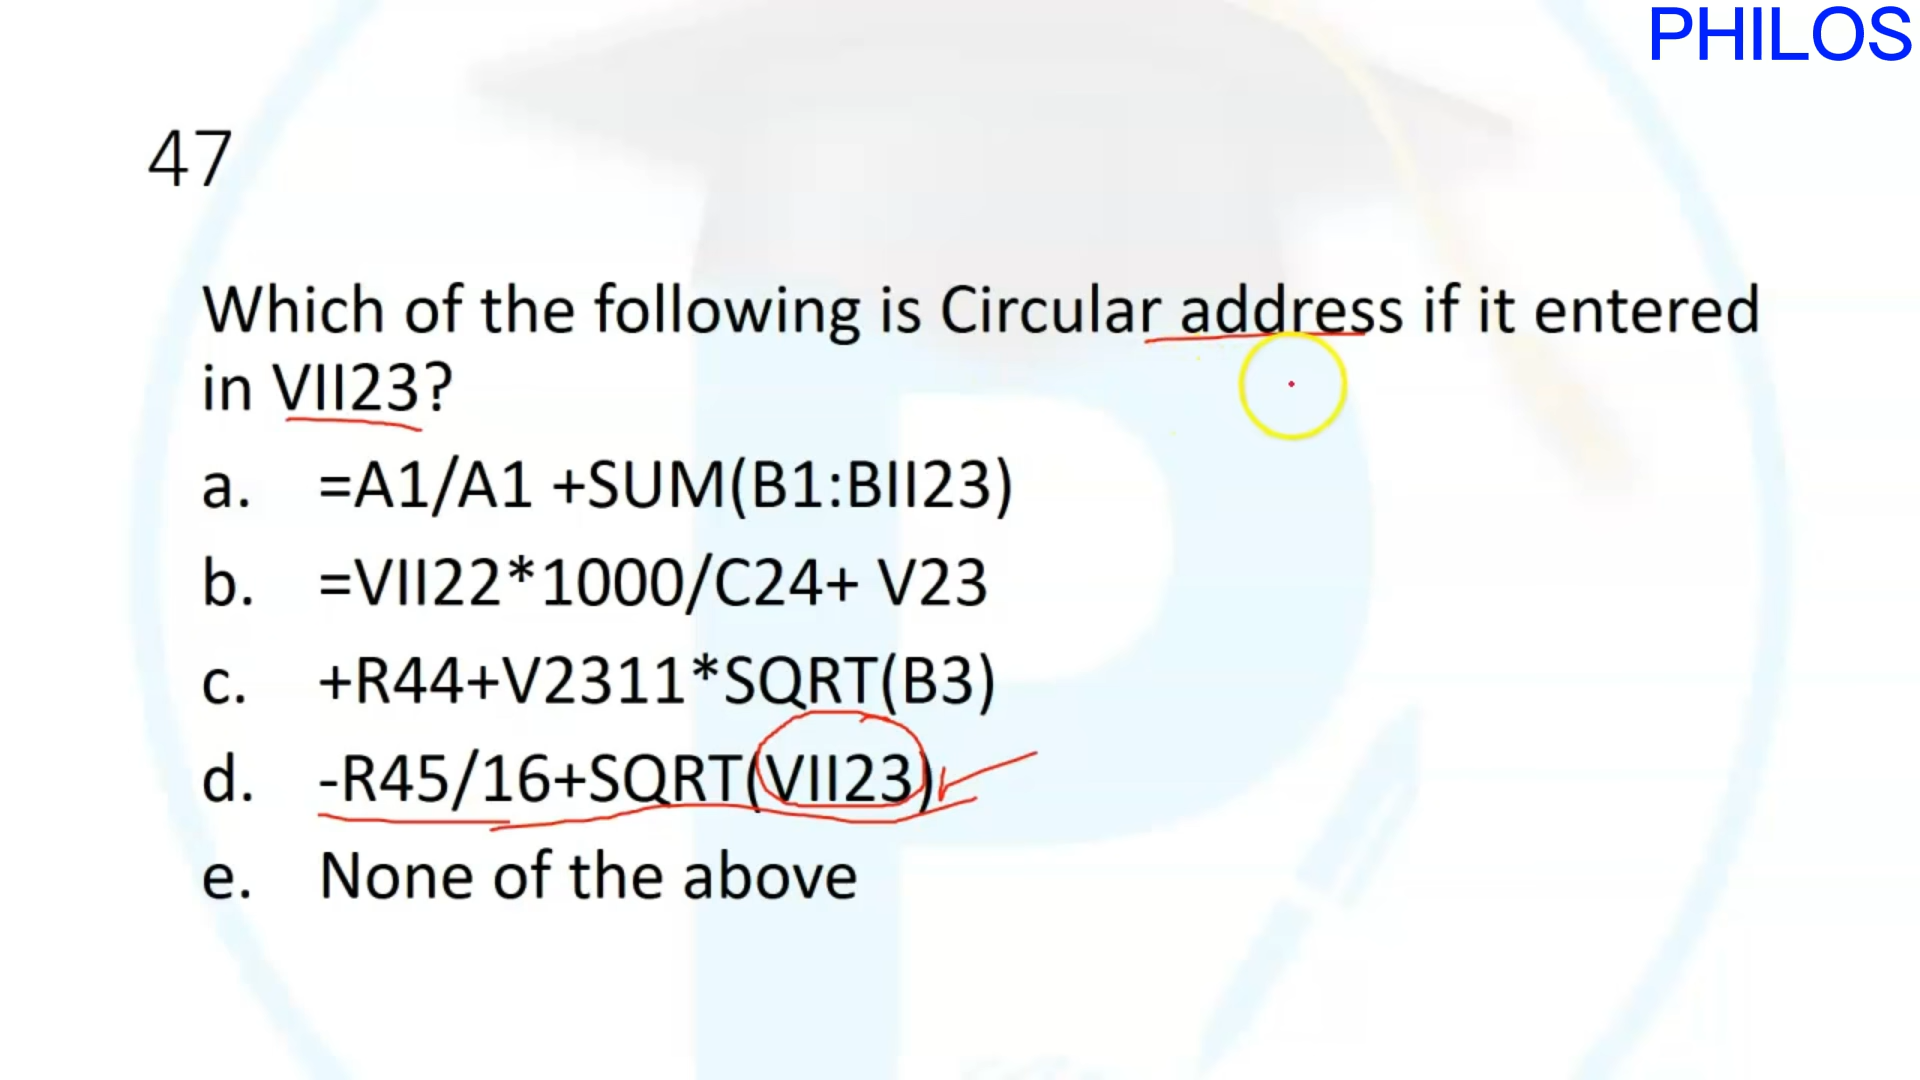 PHILOS
47
Which of the following is Circular address if it entered
in VII23?
a. =A1/A1 +SUM(B1:BII23)
b. =VII22*1000/C24+ V23
c. +R44+V2311*SQRT(B3)
d. -R45/16+SQRT(VII23)
e. None of the above